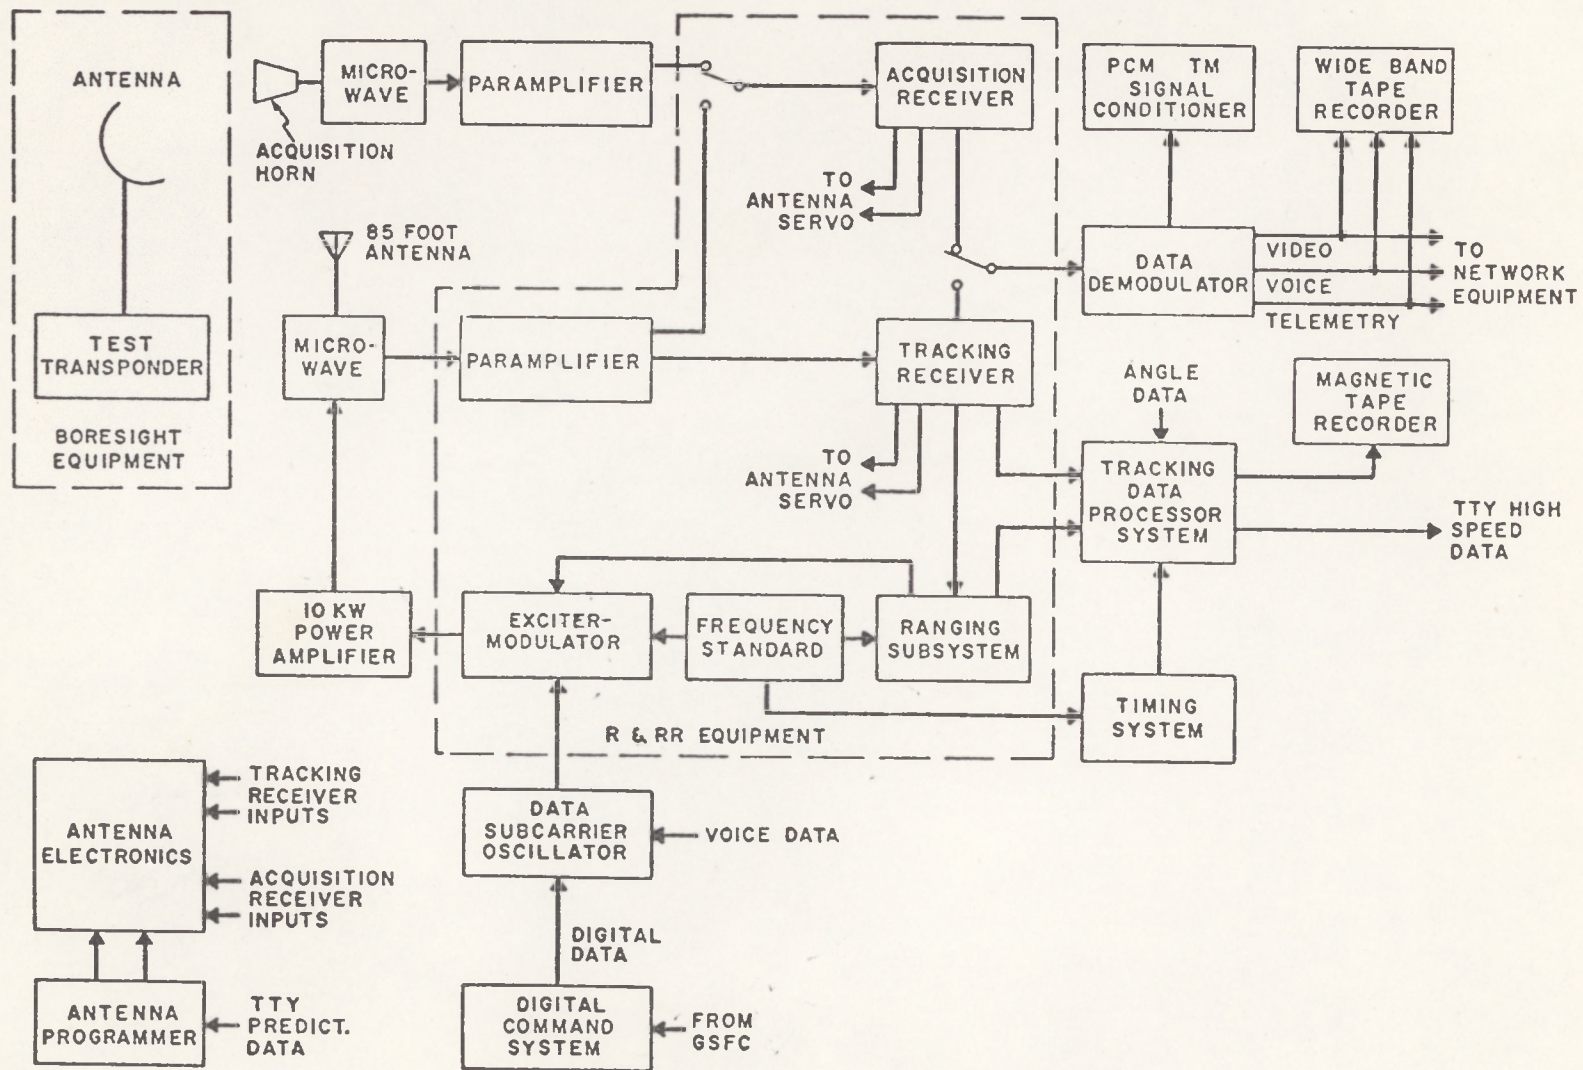 ANTENNA
TEST
TRANSPONDER
BORESIGHT
EQUIPMENT
ACQUISITION
HORN
MICRO-
WAVE
PARAMPLIFIER
ACQUISITION
RECEIVER
TO
ANTENNA
SERVO
PCM TM
SIGNAL
CONDITIONER
WIDE BAND
TAPE
RECORDER
85 FOOT
ANTENNA
MICRO-
WAVE
PARAMPLIFIER
TRACKING
RECEIVER
TO
ANTENNA
SERVO
DATA
DEMODULATOR
VIDEO
VOICE
TELEMETRY
TO
NETWORK
EQUIPMENT
ANGLE
DATA
MAGNETIC
TAPE
RECORDER
TRACKING
DATA
PROCESSOR
SYSTEM
TTY HIGH
SPEED
DATA
10 KW
POWER
AMPLIFIER
EXCITER-
MODULATOR
FREQUENCY
STANDARD
RANGING
SUBSYSTEM
TIMING
SYSTEM
R & RR EQUIPMENT
ANTENNA
ELECTRONICS
TRACKING
RECEIVER
INPUTS
ACQUISITION
RECEIVER
INPUTS
ANTENNA
PROGRAMMER
TTY
PREDICT.
DATA
DATA
SUBCARRIER
OSCILLATOR
VOICE DATA
DIGITAL
DATA
DIGITAL
COMMAND
SYSTEM
FROM
GSFC